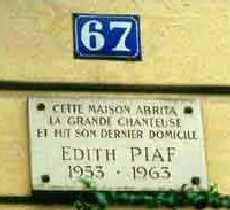 67
CETTE MAISON ABRITA
LA GRANDE CHANTEUSE
ET FUT SON DERNIER DOMICILE
EDITH PIAF
1953 - 1963